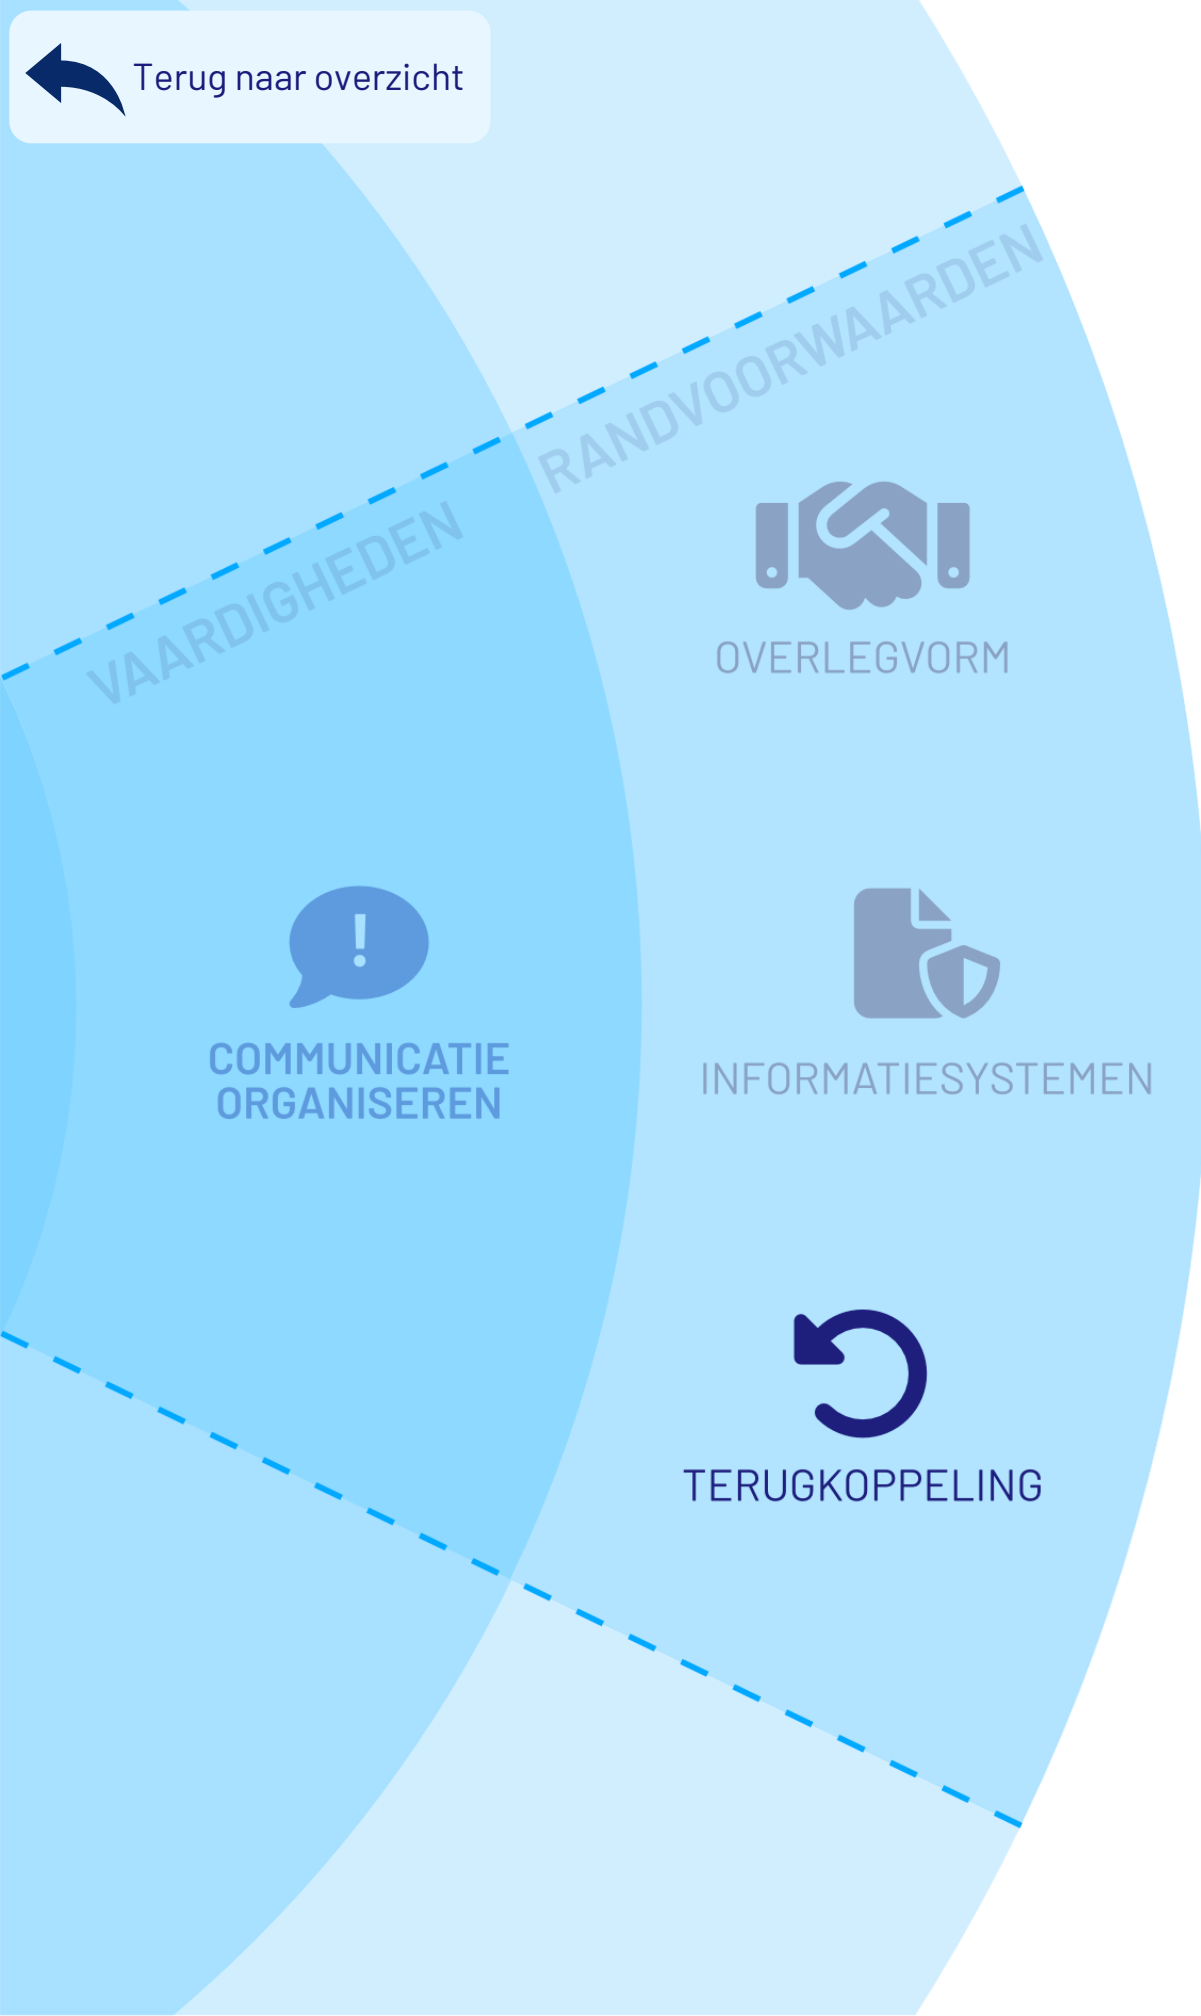 Terug naar overzicht
RANDVOORWAARDEN
VAARDIGHEDEN
OVERLEGVORM
COMMUNICATIE
ORGANISEREN
INFORMATIESYSTEMEN
TERUGKOPPELING